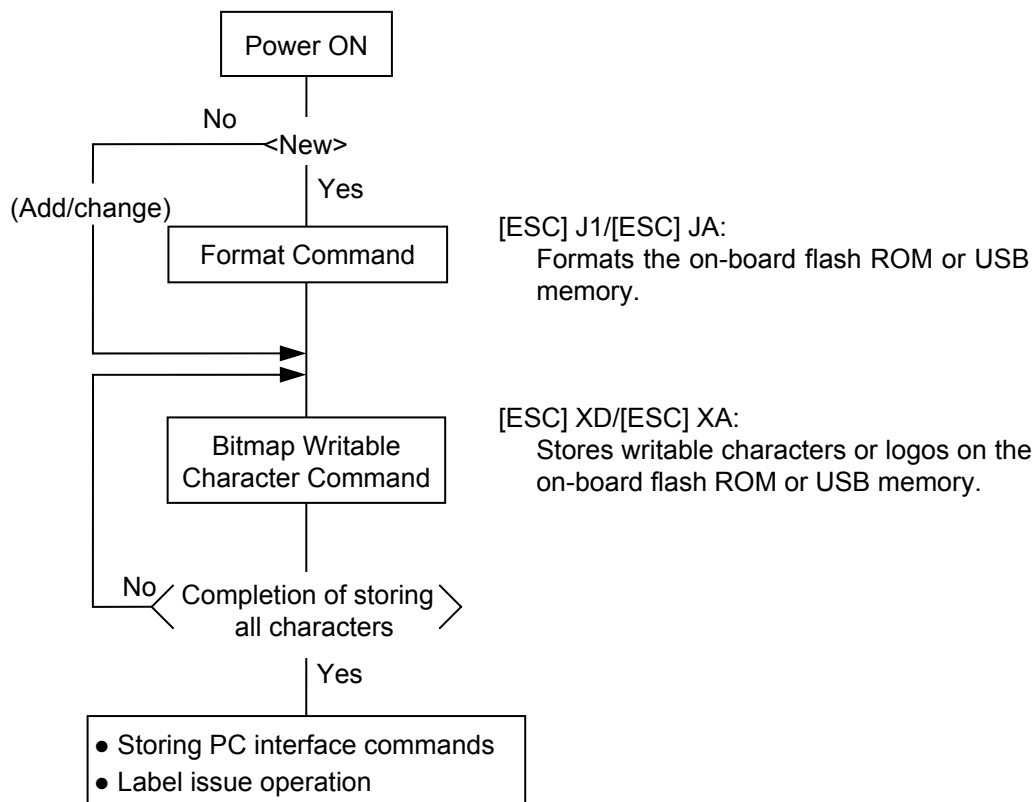 Power ON
No
<New>
Yes
(Add/change)
Format Command
[ESC] J1/[ESC] JA:
Formats the on-board flash ROM or USB
memory.
Bitmap Writable
Character Command
[ESC] XD/[ESC] XA:
Stores writable characters or logos on the
on-board flash ROM or USB memory.
No
Completion of storing
all characters
Yes
● Storing PC interface commands
● Label issue operation